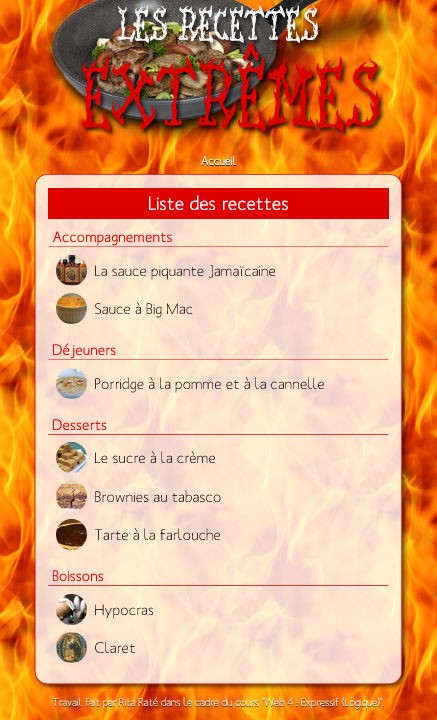 LES RECETTES
EXTRÊMES
Accueil
Liste des recettes
Accompagnements
La sauce piquante Jamaïcaine
Sauce à Big Mac
Déjeuners
Porridge à la pomme et à la cannelle
Desserts
Le sucre à la crème
Brownies au tabasco
Tarte à la farlouche
Boissons
Hypocras
Claret
Travail fait par Rita Raté dans le cadre du cours "Web 4 : Expressif (Logique)".